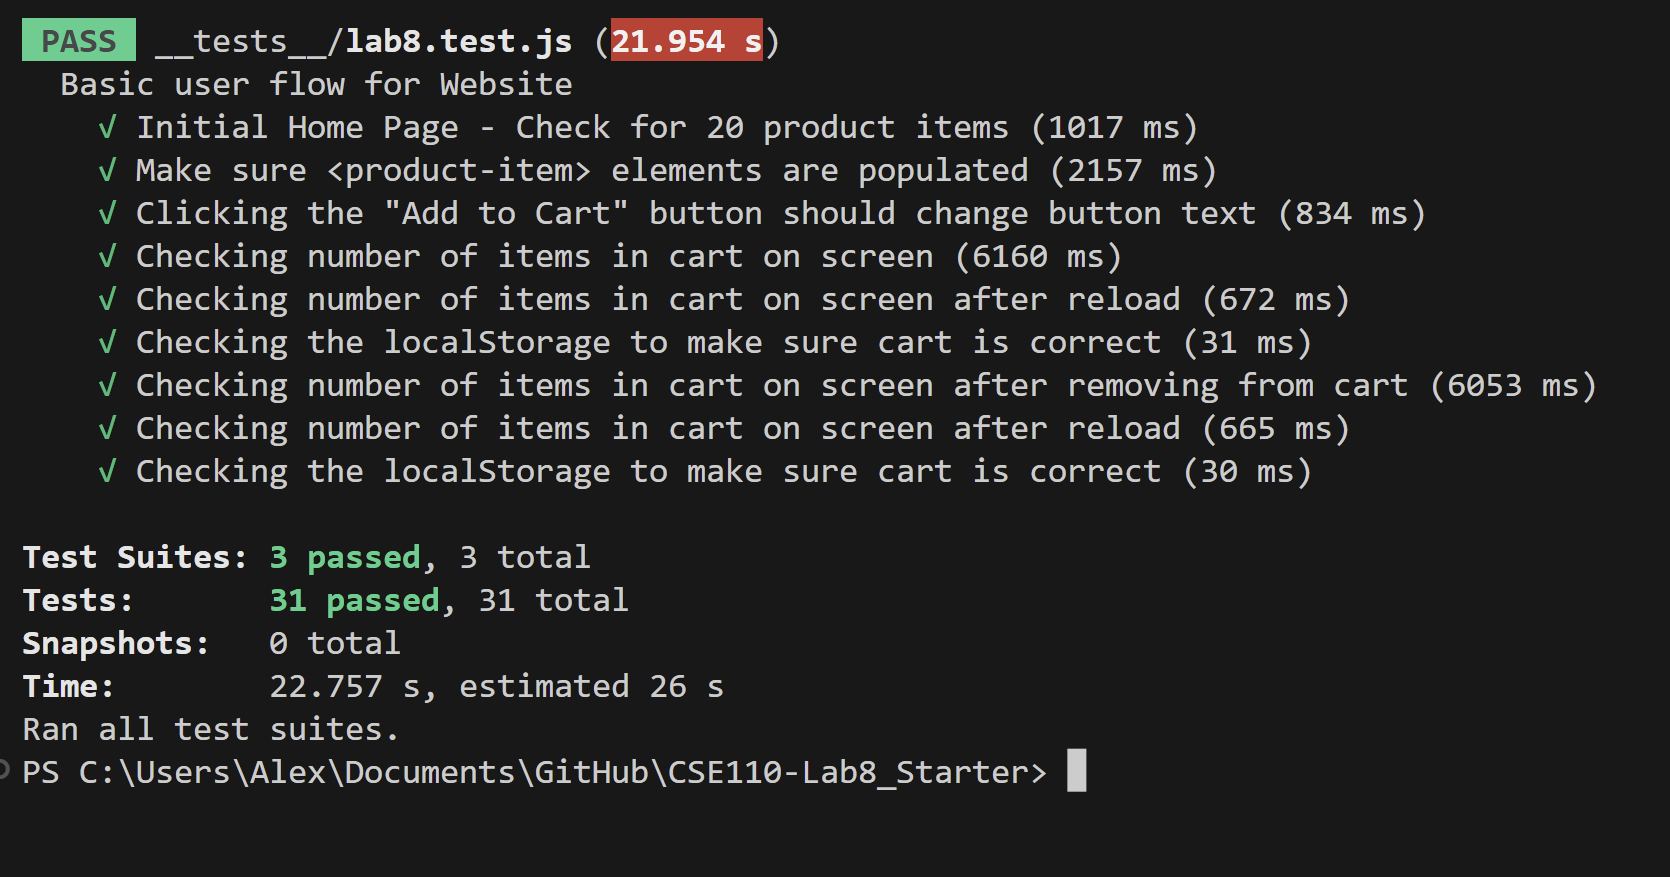 PASS __tests__/lab8.test.js (21.954 s)
Basic user flow for Website
√ Initial Home Page - Check for 20 product items (1017 ms)
√ Make sure <product-item> elements are populated (2157 ms)
√ Clicking the "Add to Cart" button should change button text (834 ms)
√ Checking number of items in cart on screen (6160 ms)
√ Checking number of items in cart on screen after reload (672 ms)
√ Checking the localStorage to make sure cart is correct (31 ms)
√ Checking number of items in cart on screen after removing from cart (6053 ms)
√ Checking number of items in cart on screen after reload (665 ms)
√ Checking the localStorage to make sure cart is correct (30 ms)
Test Suites: 3 passed, 3 total
Tests: 31 passed, 31 total
Snapshots: 0 total
Time: 22.757 s, estimated 26 s
Ran all test suites.
PS C:\Users\Alex\Documents\GitHub\CSE110-Lab8_Starter>